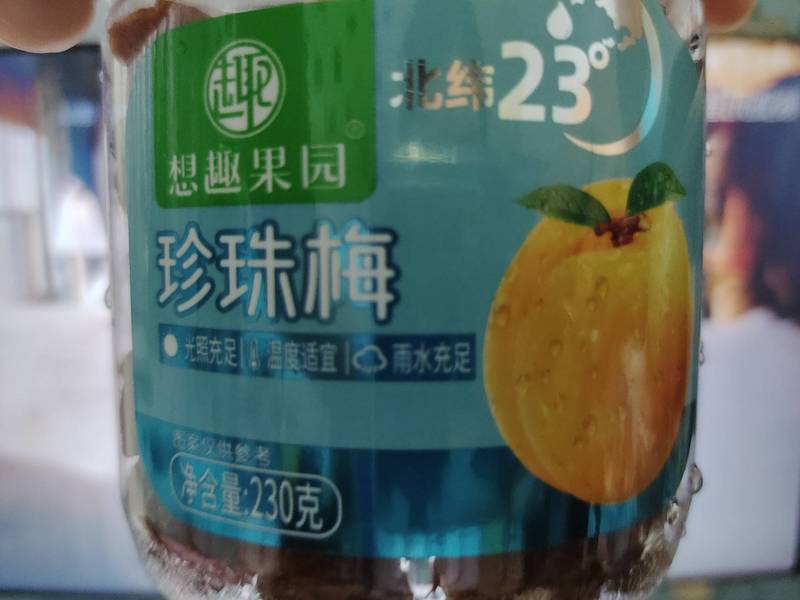 趣
北纬23°
想趣果园
珍珠梅
光照充足 温度适宜 雨水充足
图案仅供参考
净含量:230克